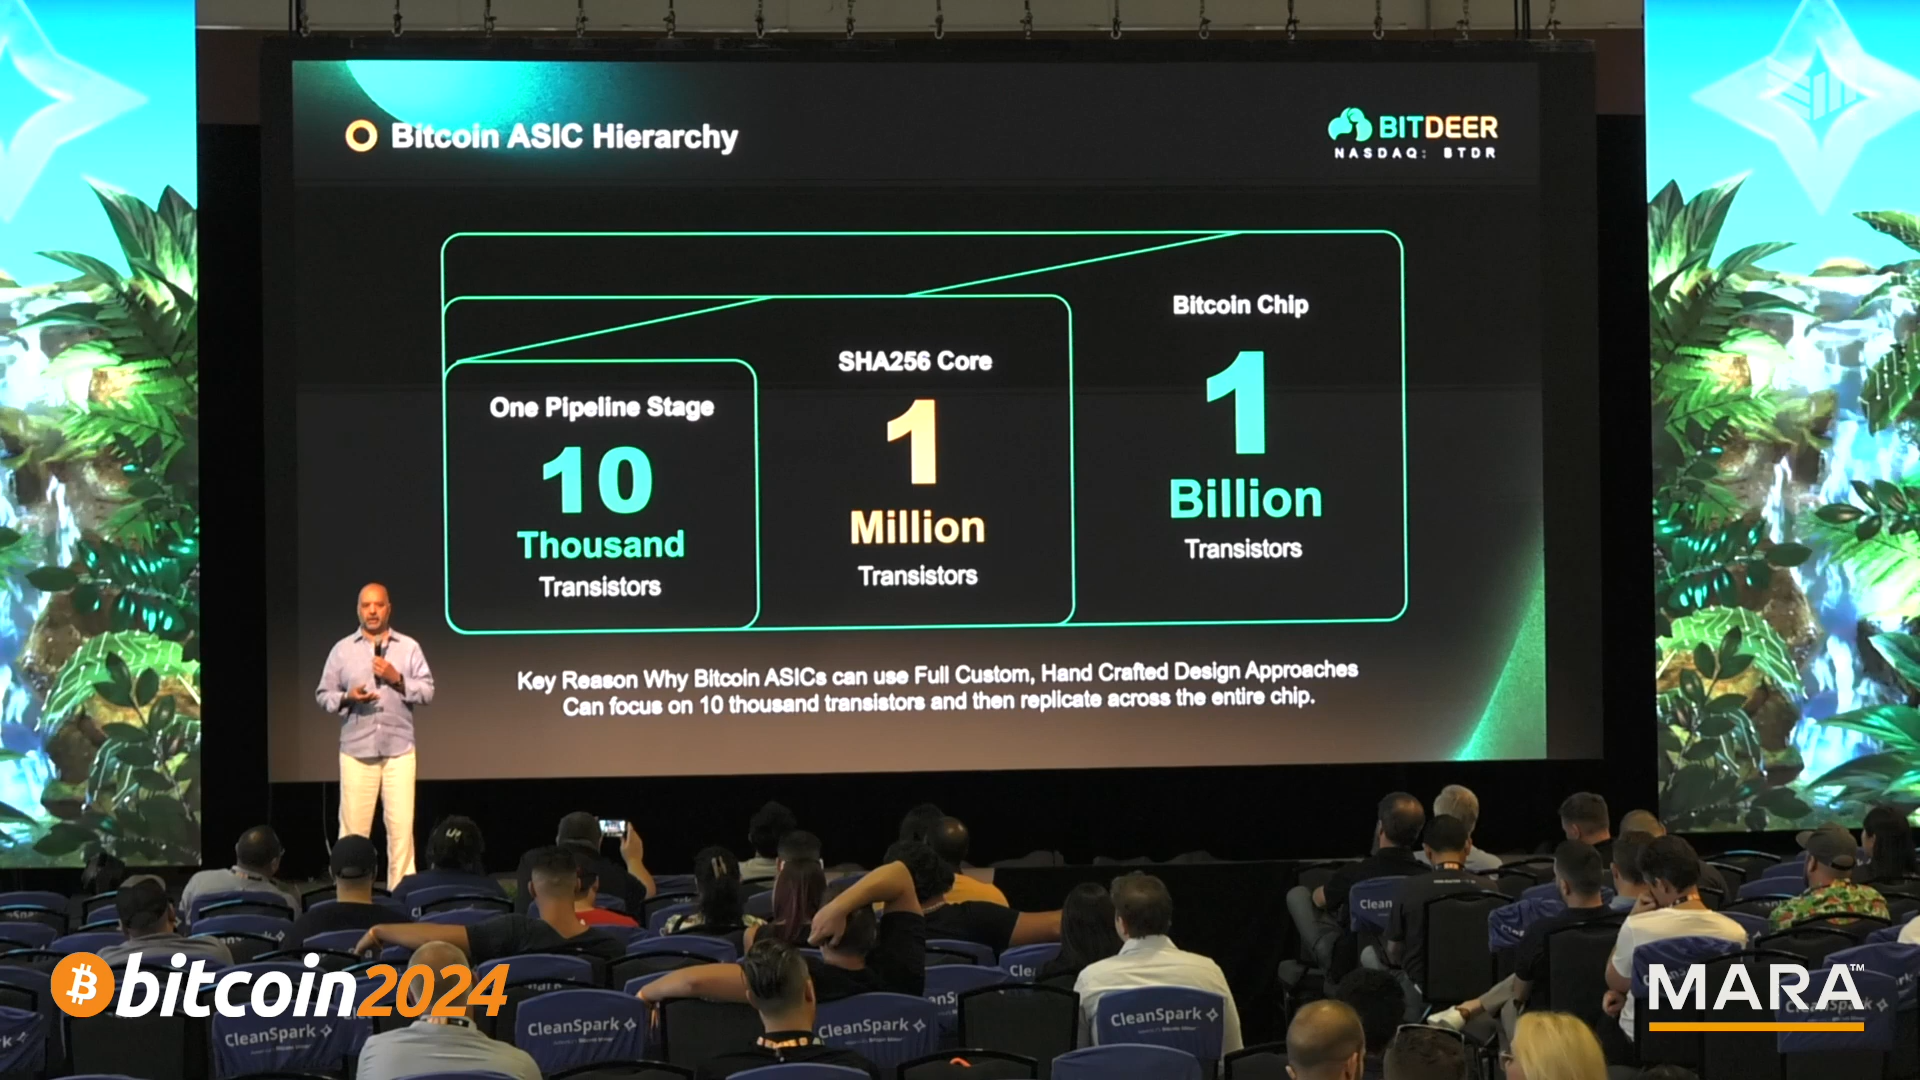 Bitcoin ASIC Hierarchy
BITDEER
NASDAQ: BTDR
Bitcoin Chip
1
Billion
Transistors
SHA256 Core
1
Million
Transistors
One Pipeline Stage
10
Thousand
Transistors
Key Reason Why Bitcoin ASICs can use Full Custom, Hand Crafted Design Approaches
Can focus on 10 thousand transistors and then replicate across the entire chip.
bitcoin2024
MARA™
Clean
CleanSpark
CleanSpark
CleanSpark
CleanSpark